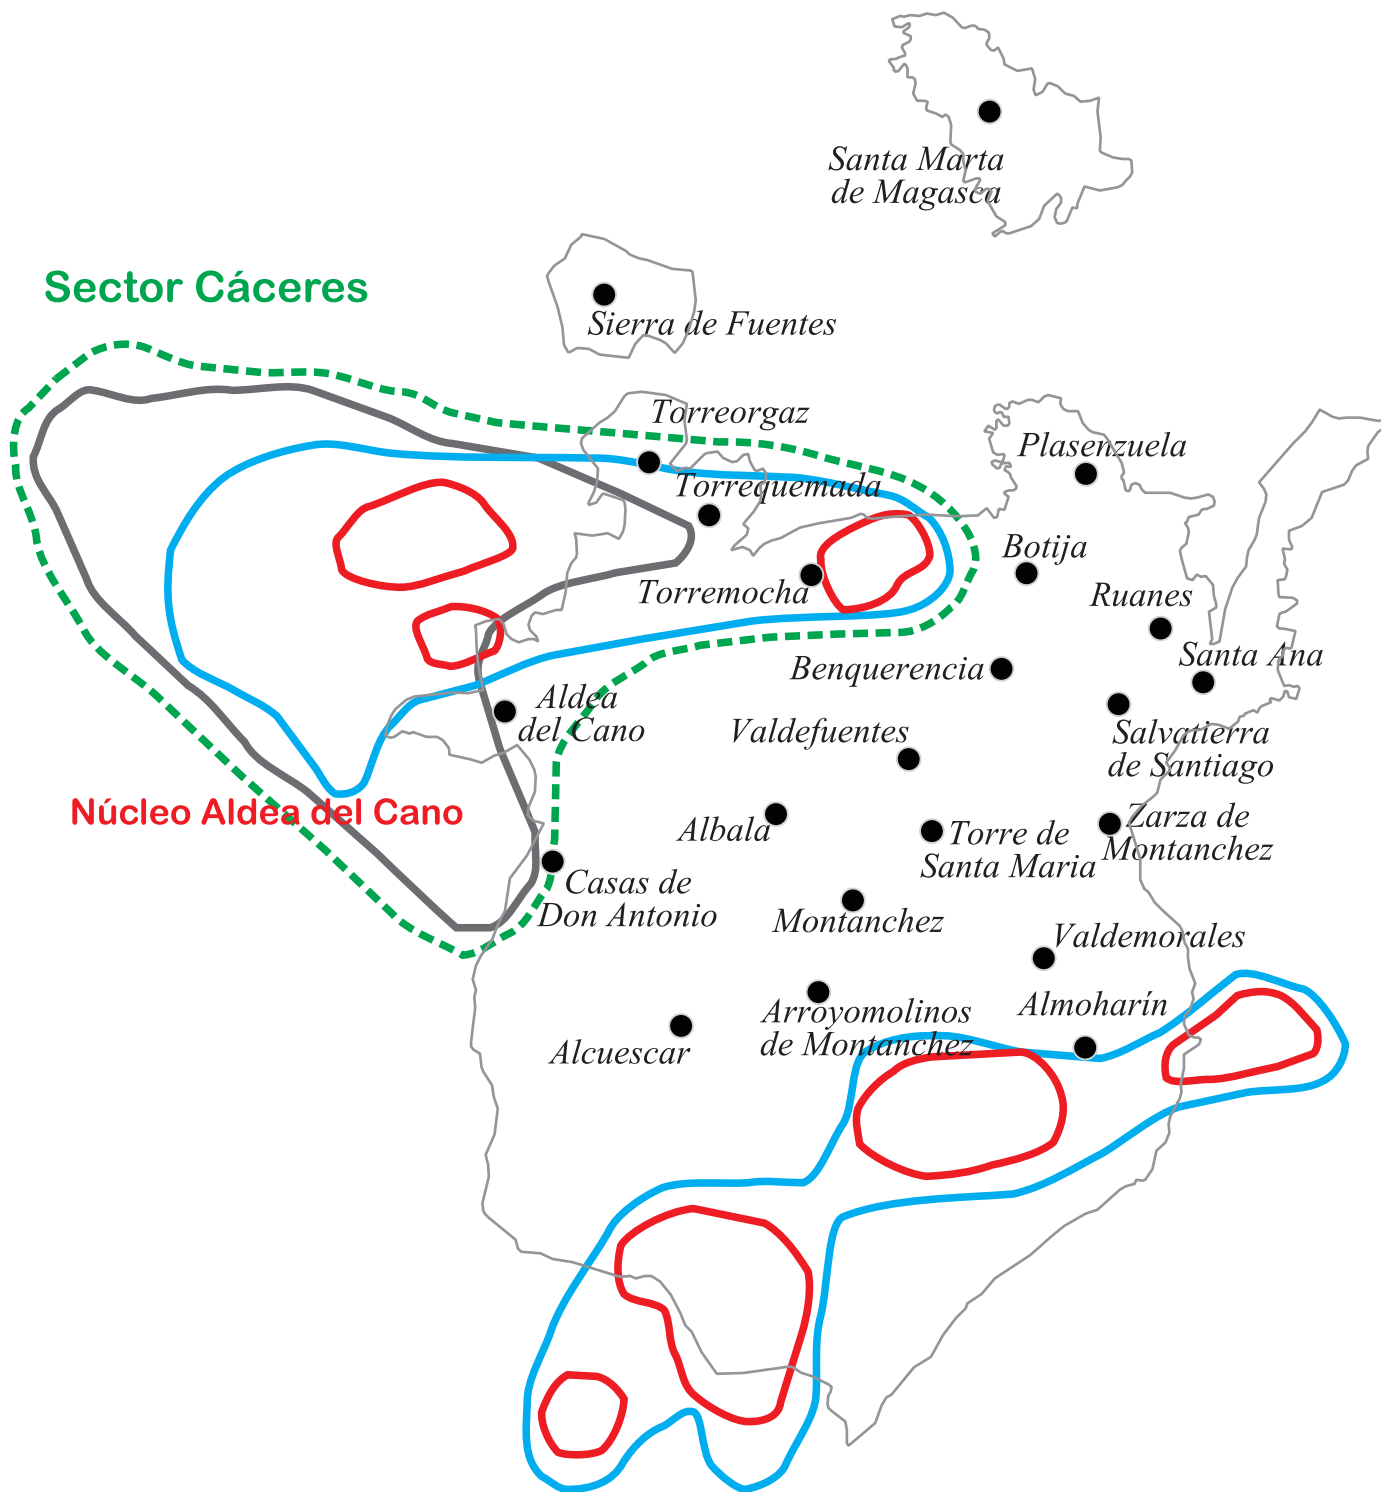 Santa Marta
de Magasca
Sector Cáceres
Sierra de Fuentes
Torreorgaz
Plasenzuela
Torrequemada
Botija
Torremocha
Ruanes
Santa Ana
Benquerencia
Aldea
del Cano
Valdefuentes
Salvatierra
de Santiago
Núcleo Aldea del Cano
Albala
Torre de
Santa Maria
Zarza de
Montanchez
Casas de
Don Antonio
Montanchez
Valdemorales
Almoharín
Arroyomolinos
de Montanchez
Alcuescar